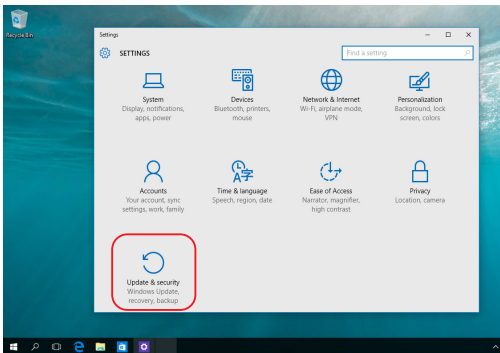 Recycle Bin
Settings
SETTINGS
Find a setting
System
Display, notifications,
apps, power
Devices
Bluetooth, printers,
mouse
Network & Internet
Wi-Fi, airplane mode,
VPN
Personalization
Background, lock
screen, colors
Accounts
Your account, sync
settings, work, family
Time & language
Speech, region, date
Ease of Access
Narrator, magnifier,
high contrast
Privacy
Location, camera
Update & security
Windows Update,
recovery, backup